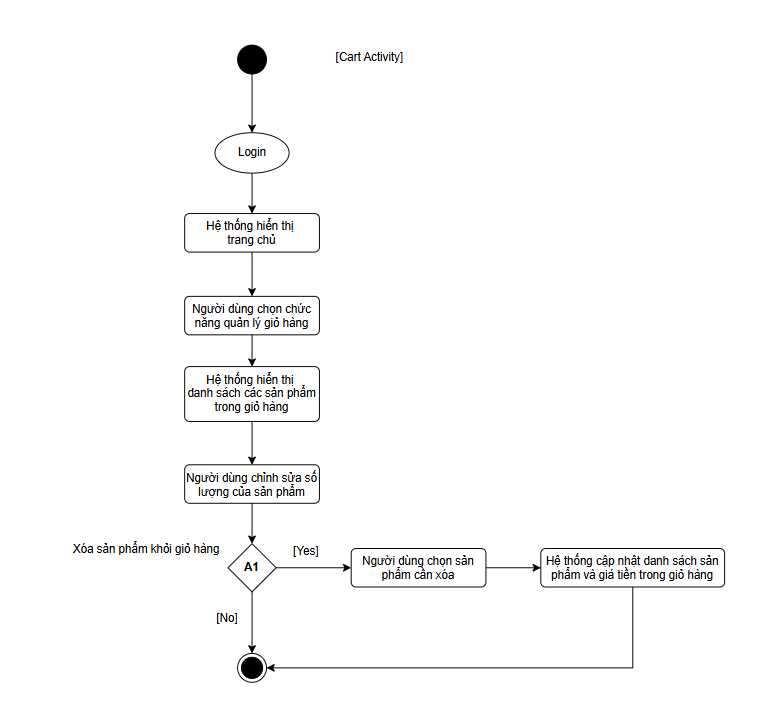 [Cart Activity]
Login
Hệ thống hiển thị
trang chủ
Người dùng chọn chức
năng quản lý giỏ hàng
Hệ thống hiển thị
danh sách các sản phẩm
trong giỏ hàng
Người dùng chỉnh sửa số
lượng của sản phẩm
Xóa sản phẩm khỏi giỏ hàng
A1
[Yes]
Người dùng chọn sản
phẩm cần xóa
Hệ thống cập nhật danh sách sản
phẩm và giá tiền trong giỏ hàng
[No]